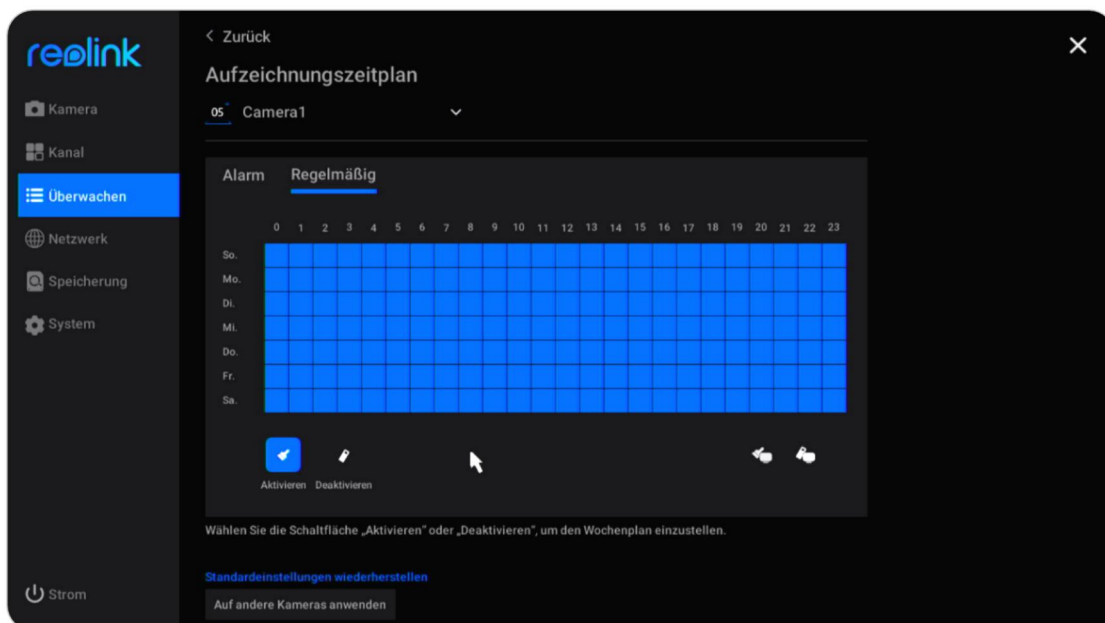 reolink
Kamera
Kanal
Überwachen
Netzwerk
Speicherung
System
Strom
Zurück
Aufzeichnungszeitplan
05 Camera1
Alarm Regelmäßig
0 1 2 3 4 5 6 7 8 9 10 11 12 13 14 15 16 17 18 19 20 21 22 23
So.
Mo.
Di.
Mi.
Do.
Fr.
Sa.
Aktivieren Deaktivieren
Wählen Sie die Schaltfläche „Aktivieren" oder „Deaktivieren", um den Wochenplan einzustellen.
Standardeinstellungen wiederherstellen
Auf andere Kameras anwenden